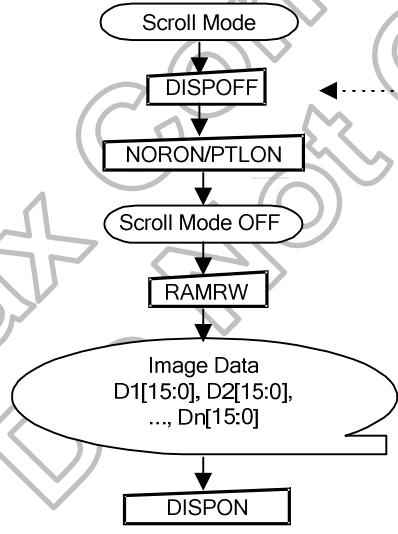 Scroll Mode
DISPOFF
NORON/PTLON
Scroll Mode OFF
RAMRW
Image Data
D1[15:0], D2[15:0],
..., Dn[15:0]
DISPON